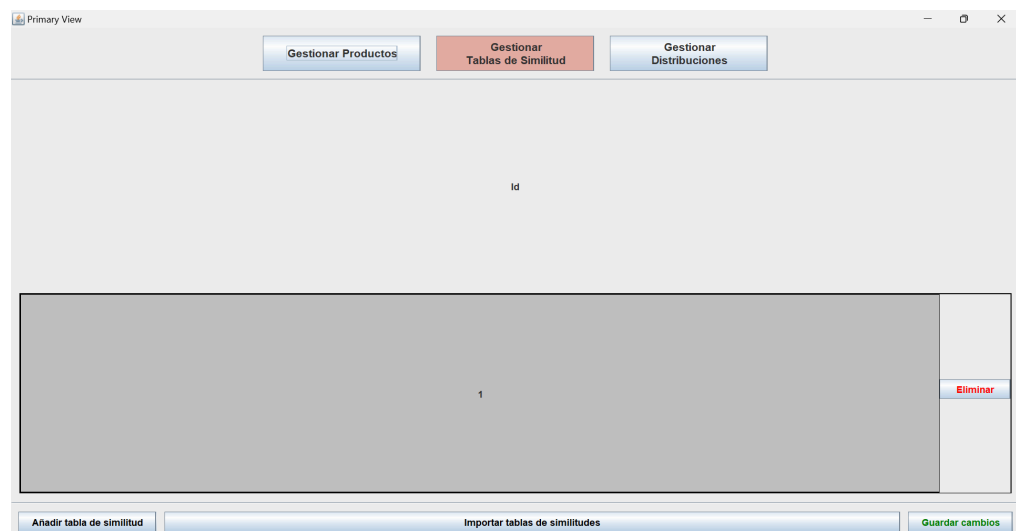 Primary View
Gestionar Productos
Gestionar
Tablas de Similitud
Gestionar
Distribuciones
Id
1
Eliminar
Añadir tabla de similitud
Importar tablas de similitudes
Guardar cambios